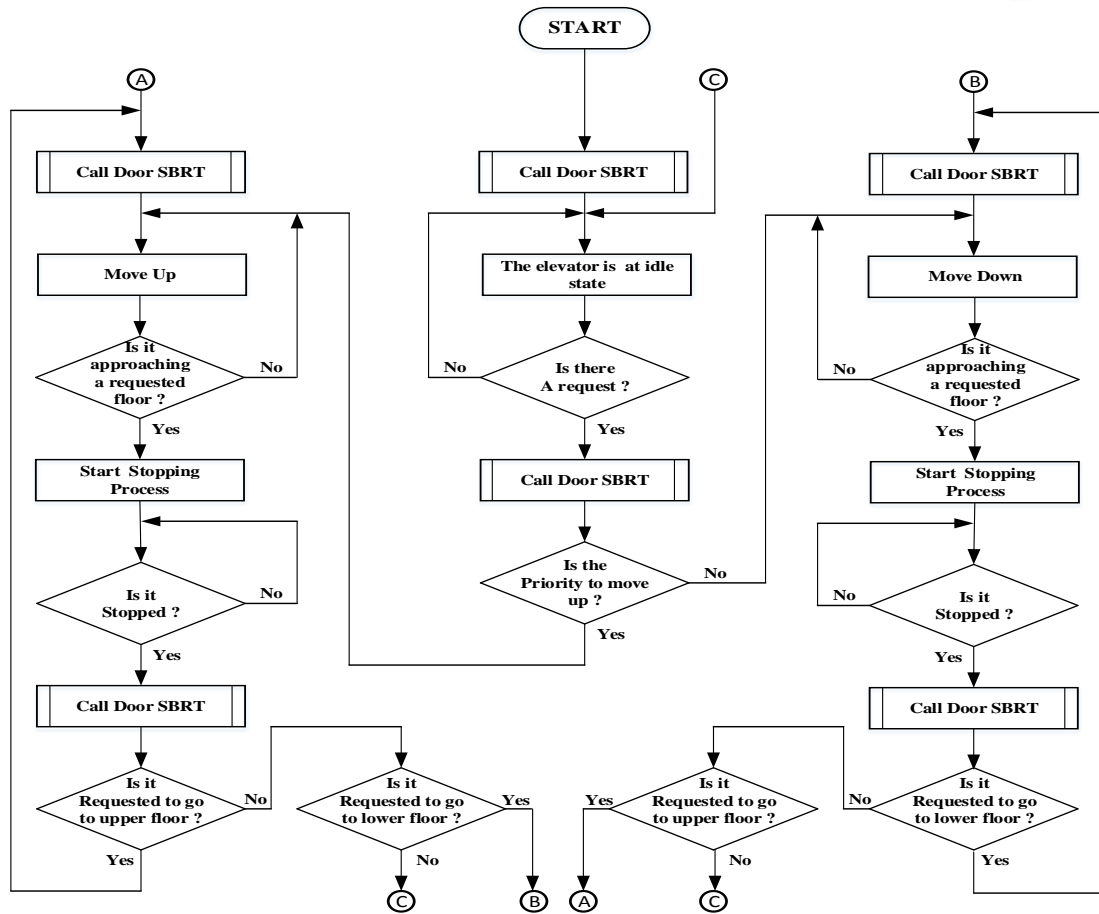 START
A
C
B
Call Door SBRT
Call Door SBRT
Call Door SBRT
Move Up
The elevator is at idle
state
Move Down
Is it
approaching
a requested
floor ?
No
Yes
No
Is there
A request ?
Yes
No
Is it
approaching
a requested
floor ?
Yes
Start Stopping
Process
Call Door SBRT
Start Stopping
Process
Is it
Stopped ?
No
Yes
Is the
Priority to move
up ?
No
Yes
No
Is it
Stopped ?
Yes
Call Door SBRT
Call Door SBRT
Is it
Requested to go
to upper floor ?
No
Yes
Is it
Requested to go
to lower floor ?
Yes
No
Yes
Is it
Requested to go
to upper floor ?
No
No
Is it
Requested to go
to lower floor ?
Yes
C
B
A
C